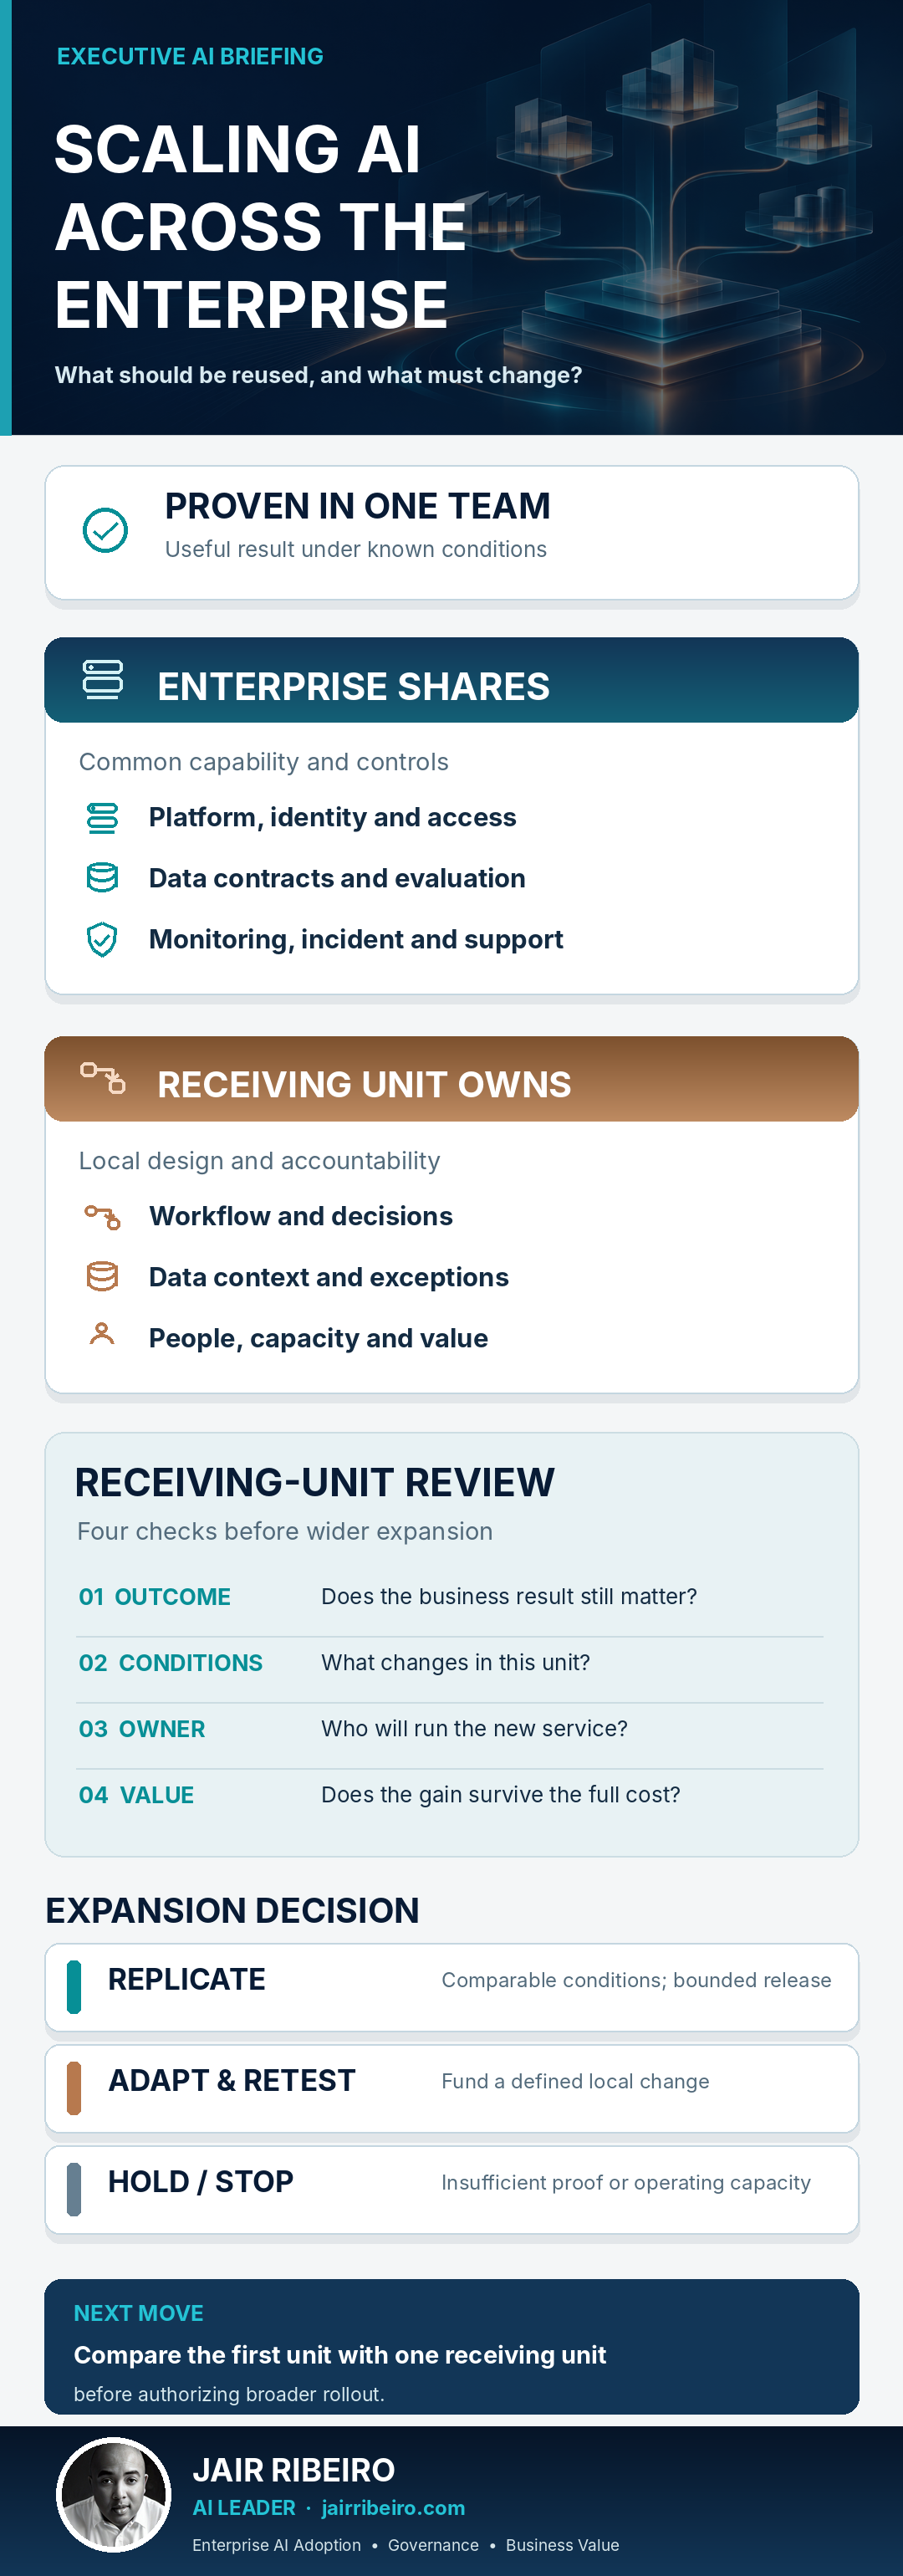 EXECUTIVE AI BRIEFING
SCALING AI
ACROSS THE
ENTERPRISE
What should be reused, and what must change?
PROVEN IN ONE TEAM
Useful result under known conditions
ENTERPRISE SHARES
Common capability and controls
Platform, identity and access
Data contracts and evaluation
Monitoring, incident and support
RECEIVING UNIT OWNS
Local design and accountability
Workflow and decisions
Data context and exceptions
People, capacity and value
RECEIVING-UNIT REVIEW
Four checks before wider expansion
01 OUTCOME Does the business result still matter?
02 CONDITIONS What changes in this unit?
03 OWNER Who will run the new service?
04 VALUE Does the gain survive the full cost?
EXPANSION DECISION
REPLICATE Comparable conditions; bounded release
ADAPT & RETEST Fund a defined local change
HOLD / STOP Insufficient proof or operating capacity
NEXT MOVE
Compare the first unit with one receiving unit
before authorizing broader rollout.
JAIR RIBEIRO
AI LEADER · jairribeiro.com
Enterprise AI Adoption • Governance • Business Value